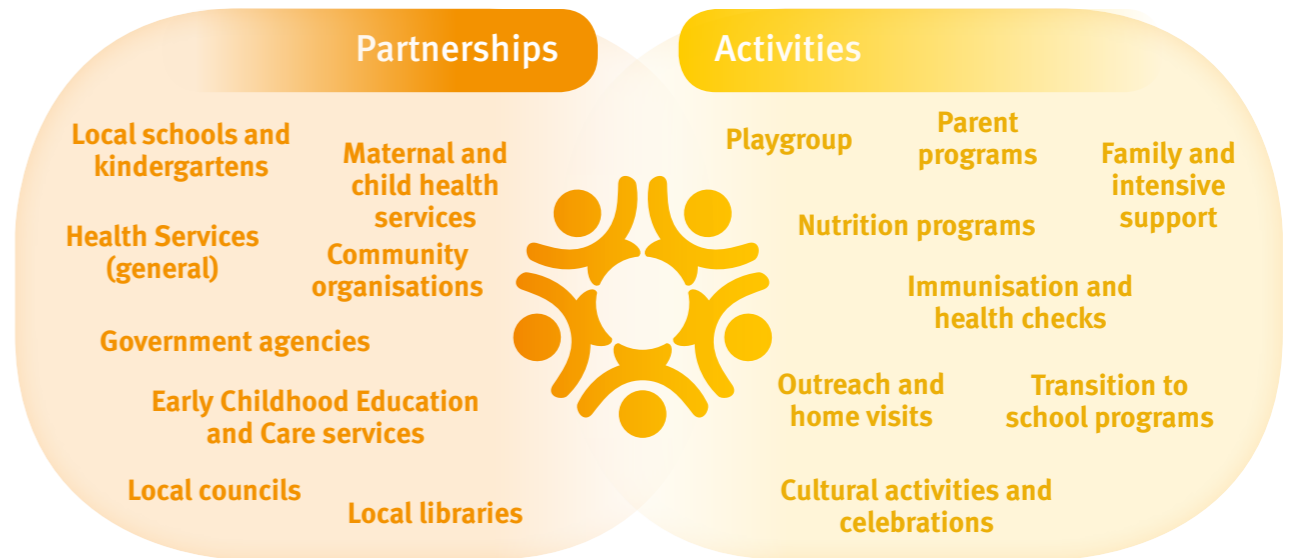 Partnerships
Local schools and
kindergartens
Maternal and
child health
services
Health Services
(general)
Community
organisations
Government agencies
Early Childhood Education
and Care services
Local councils
Local libraries
Activities
Playgroup
Parent
programs
Family and
intensive
support
Nutrition programs
Immunisation and
health checks
Outreach and
home visits
Transition to
school programs
Cultural activities and
celebrations